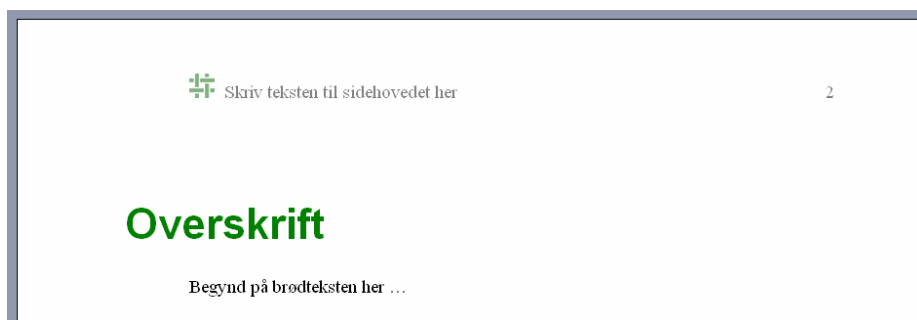 Skriv teksten til sidehovedet her 2
Overskrift
Begynd på brødteksten her …